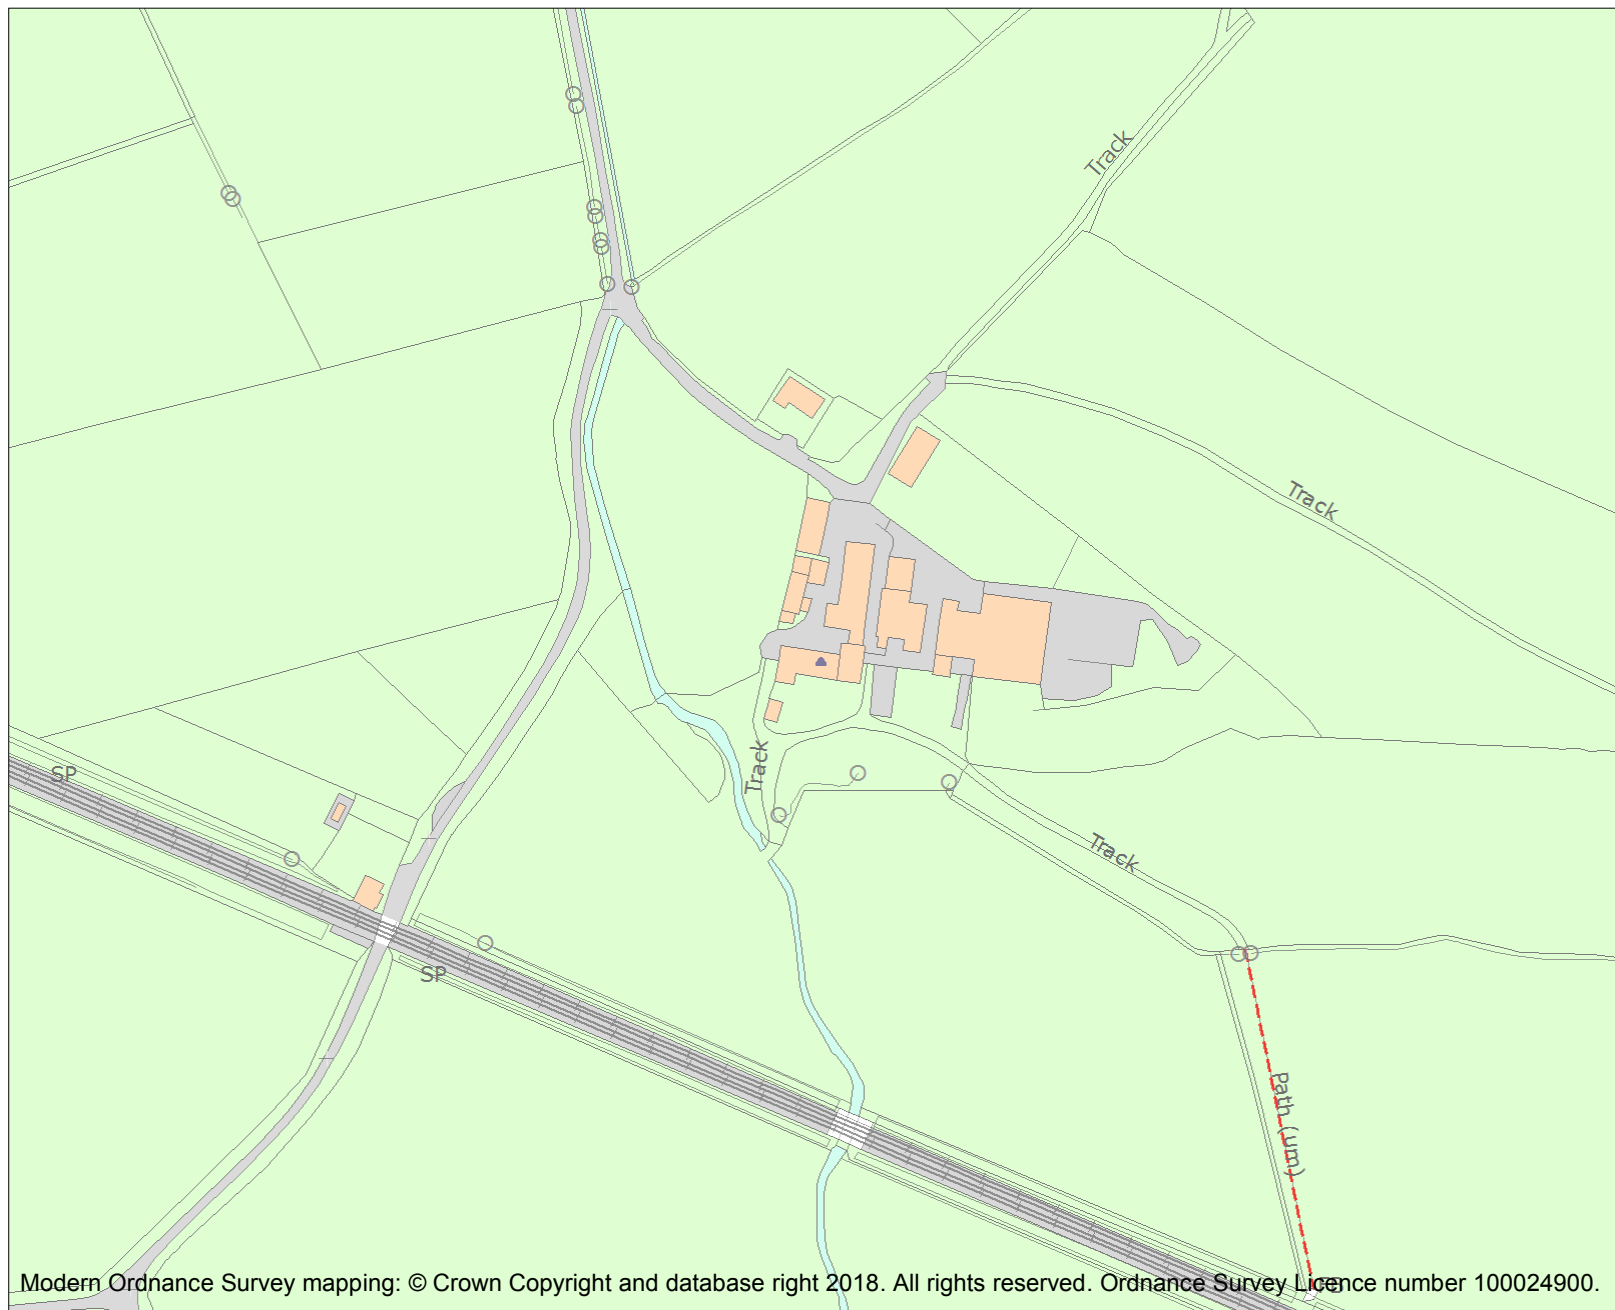 Track
Track
Track
SP
Track
SP
Path (um)
Modern Ordnance Survey mapping: © Crown Copyright and database right 2018. All rights reserved. Ordnance Survey Licence number 100024900.